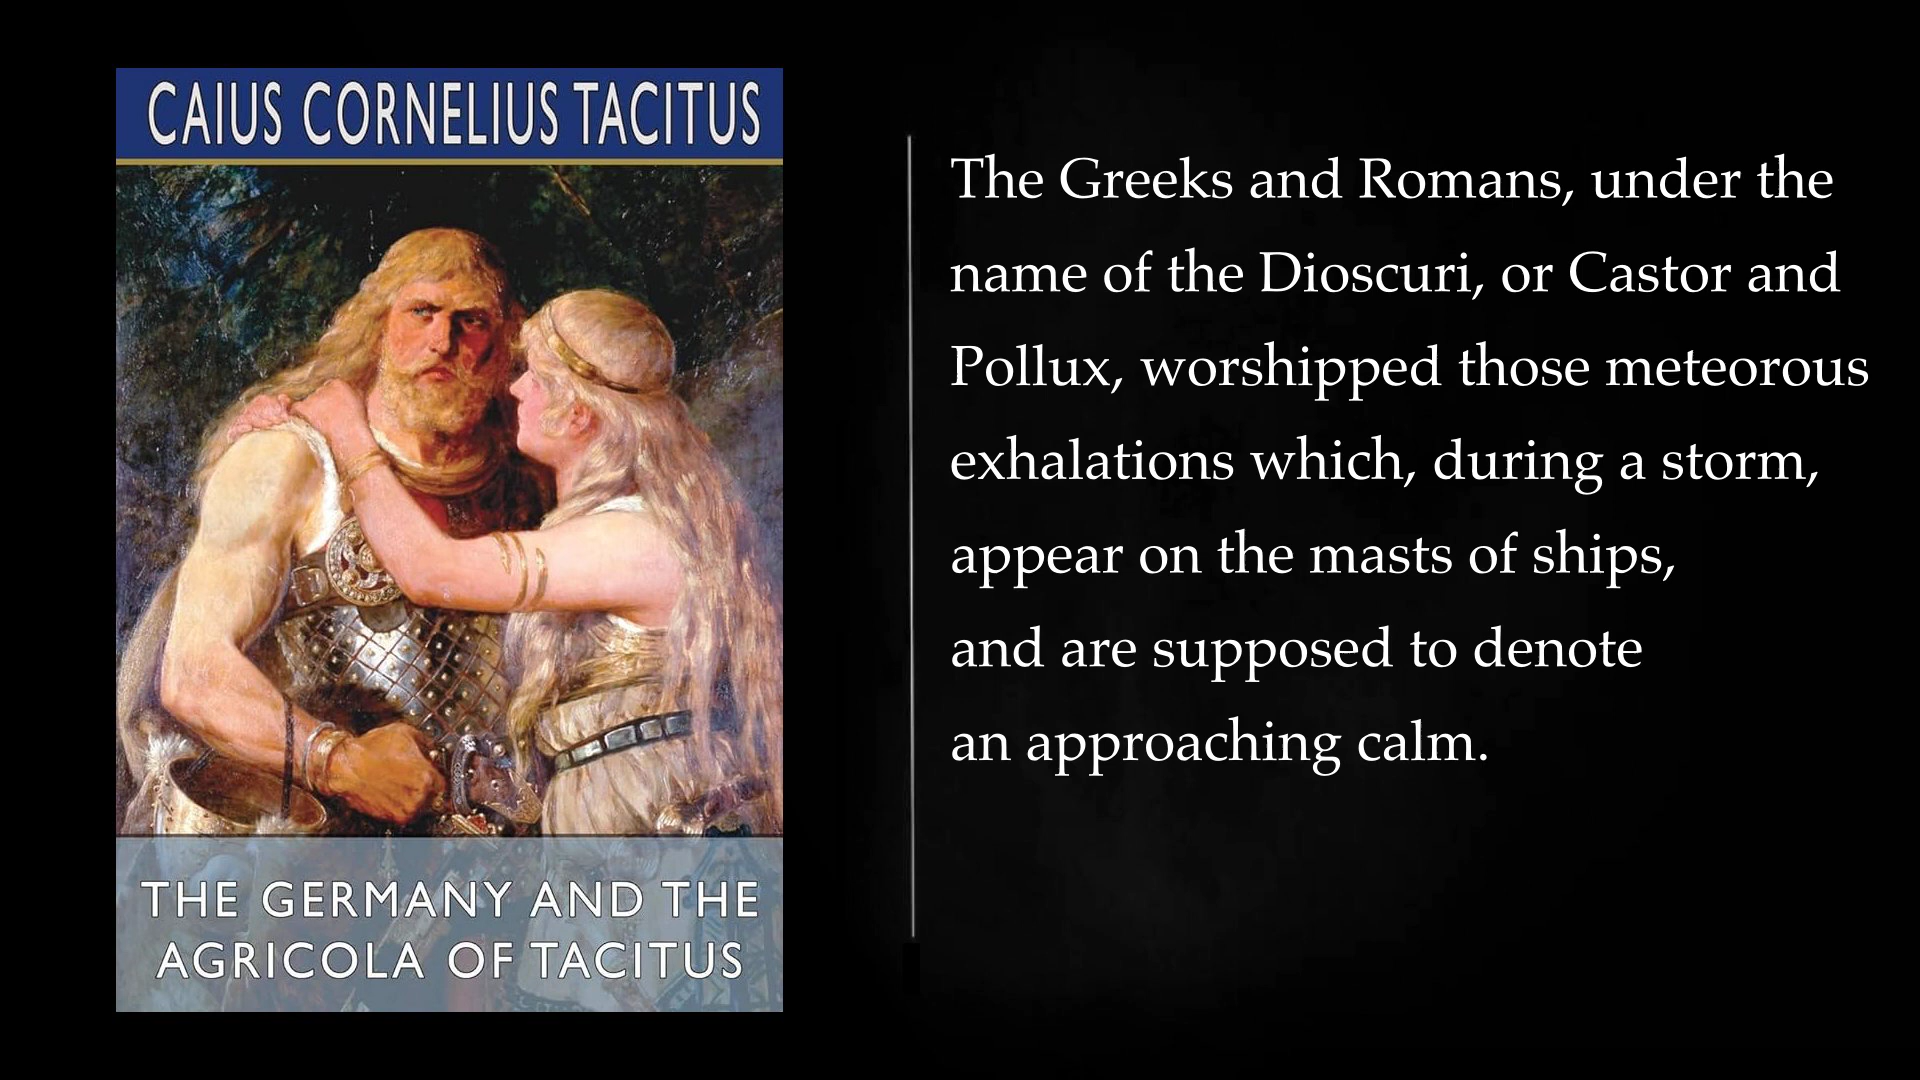 CAIUS CORNELIUS TACITUS
THE GERMANY AND THE
AGRICOLA OF TACITUS
The Greeks and Romans, under the
name of the Dioscuri, or Castor and
Pollux, worshipped those meteorous
exhalations which, during a storm,
appear on the masts of ships,
and are supposed to denote
an approaching calm.